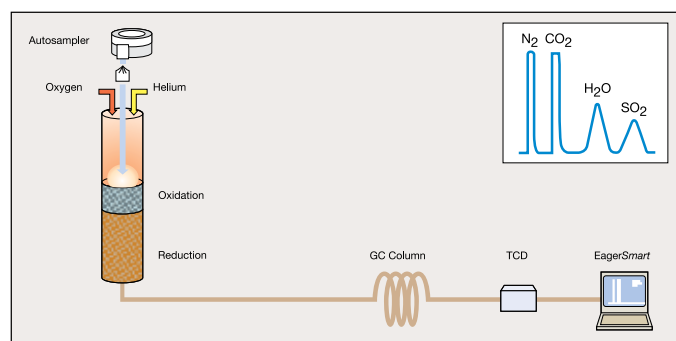 Autosampler
Oxygen
Helium
Oxidation
Reduction
GC Column
TCD
EagerSmart
N2
CO2
H2O
SO2